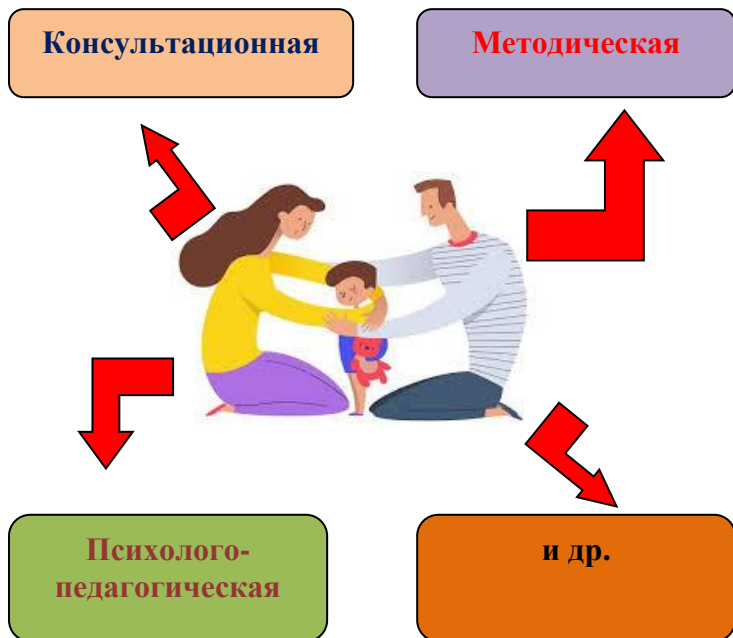 Консультационная
Методическая
Психолого-
педагогическая
и др.